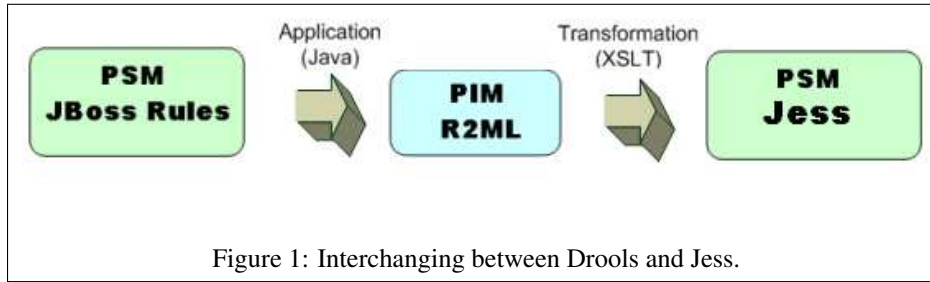 Application
(Java)
Transformation
(XSLT)
PSM
JBoss Rules
PIM
R2ML
PSM
Jess
Figure 1: Interchanging between Drools and Jess.